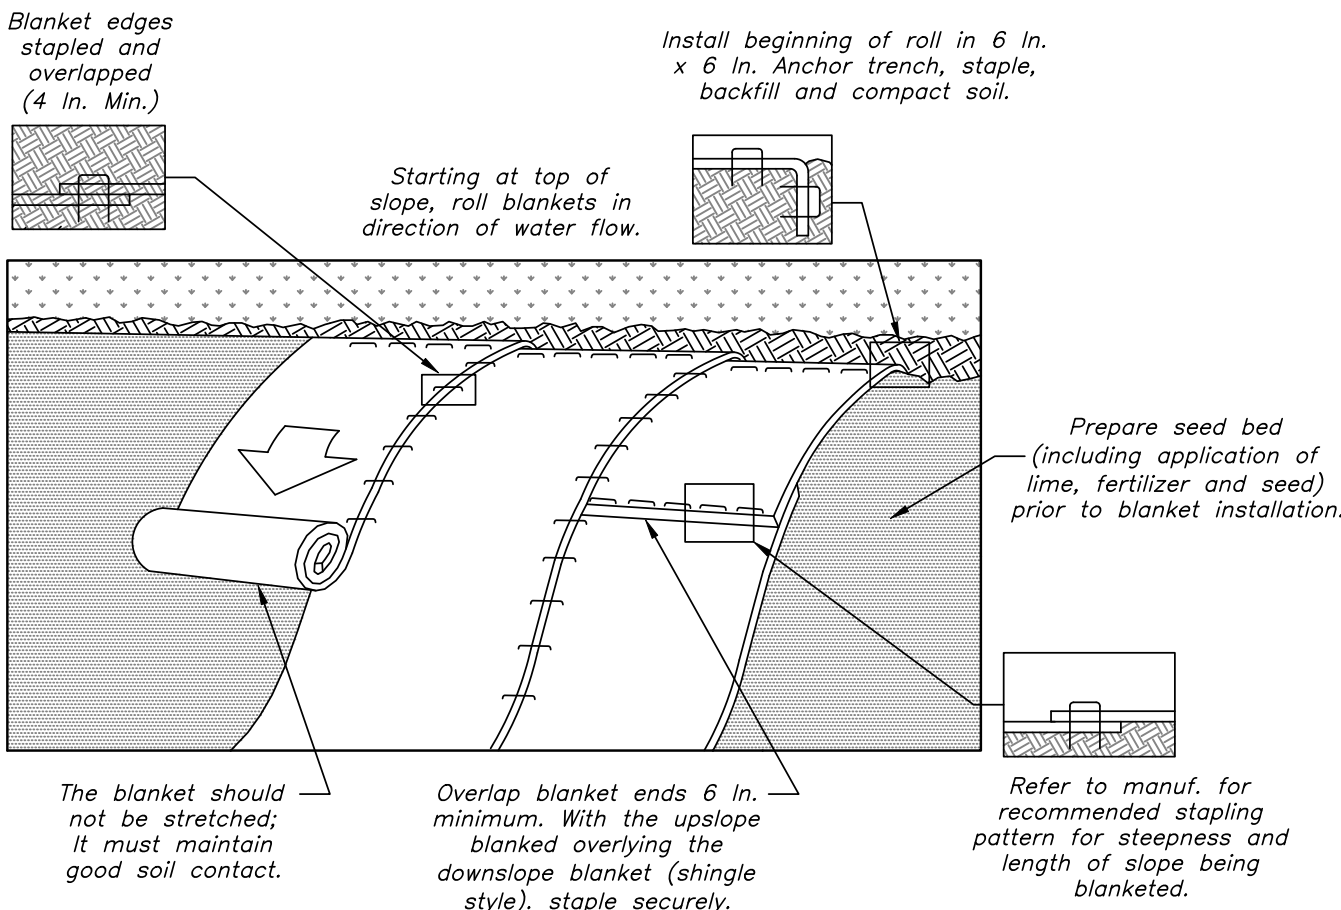 Blanket edges
stapled and
overlapped
(4 In. Min.)
Install beginning of roll in 6 In.
x 6 In. Anchor trench, staple,
backfill and compact soil.
Starting at top of
slope, roll blankets in
direction of water flow.
Prepare seed bed
(including application of
lime, fertilizer and seed)
prior to blanket installation.
The blanket should
not be stretched;
It must maintain
good soil contact.
Overlap blanket ends 6 In.
minimum. With the upslope
blanked overlying the
downslope blanket (shingle
style). staple securely.
Refer to manuf. for
recommended stapling
pattern for steepness and
length of slope being
blanketed.